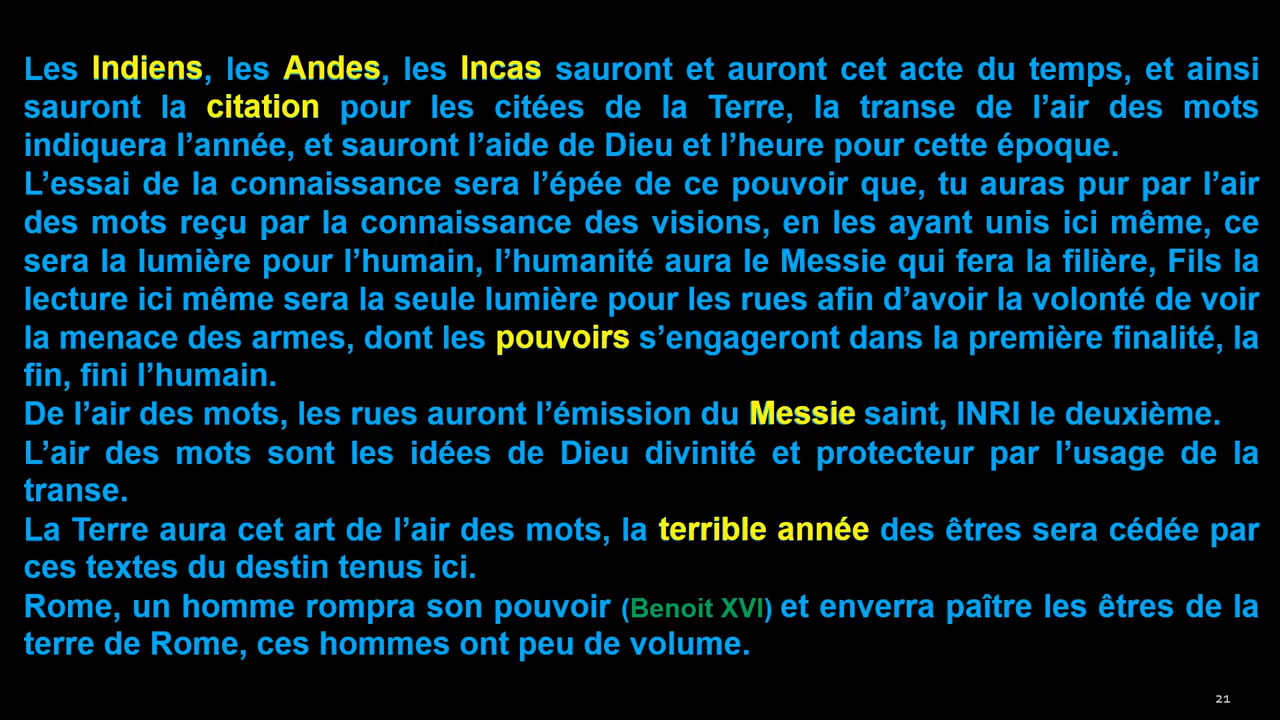 Les Indiens, les Andes, les Incas sauront et auront cet acte du temps, et ainsi
sauront la citation pour les citées de la Terre, la transe de l’air des mots
indiquera l’année, et sauront l’aide de Dieu et l’heure pour cette époque.
L’essai de la connaissance sera l’épée de ce pouvoir que, tu auras pur par l’air
des mots reçu par la connaissance des visions, en les ayant unis ici même, ce
sera la lumière pour l’humain, l’humanité aura le Messie qui fera la filière, Fils la
lecture ici même sera la seule lumière pour les rues afin d’avoir la volonté de voir
la menace des armes, dont les pouvoirs s’engageront dans la première finalité, la
fin, fini l’humain.
De l’air des mots, les rues auront l’émission du Messie saint, INRI le deuxième.
L’air des mots sont les idées de Dieu divinité et protecteur par l’usage de la
transe.
La Terre aura cet art de l’air des mots, la terrible année des êtres sera cédée par
ces textes du destin tenus ici.
Rome, un homme rompra son pouvoir (Benoit XVI) et enverra paître les êtres de la
terre de Rome, ces hommes ont peu de volume.
21